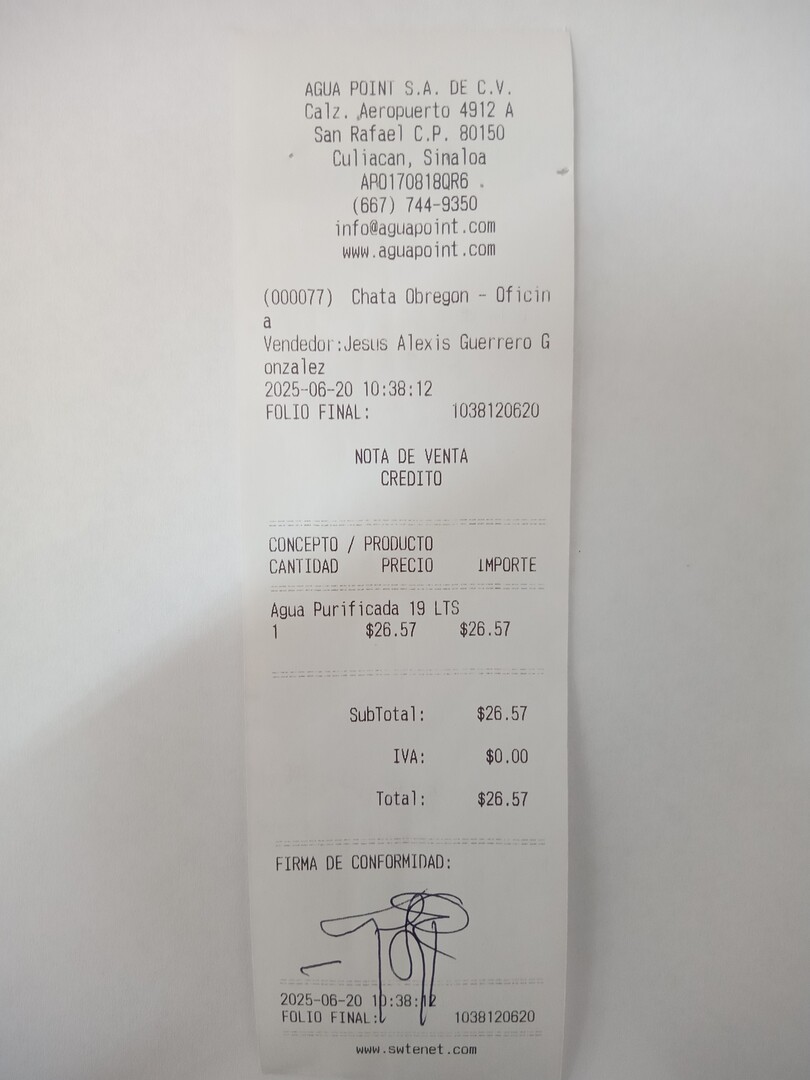 AGUA POINT S.A. DE C.V.
Calz. Aeropuerto 4912 A
San Rafael C.P. 80150
Culiacan, Sinaloa
APO170818QR6
(667) 744-9350
info@aguapoint.com
www.aguapoint.com
(000077) Chata Obregon - Oficin
a
Vendedor:Jesus Alexis Guerrero G
onzalez
2025-06-20 10:38:12
FOLIO FINAL: 1038120620
NOTA DE VENTA
CREDITO
CONCEPTO / PRODUCTO
CANTIDAD PRECIO IMPORTE
Agua Purificada 19 LTS
1 $26.57 $26.57
SubTotal: $26.57
IVA: $0.00
Total: $26.57
FIRMA DE CONFORMIDAD:
2025-06-20 10:38:12
FOLIO FINAL: 1038120620
www.swtenet.com